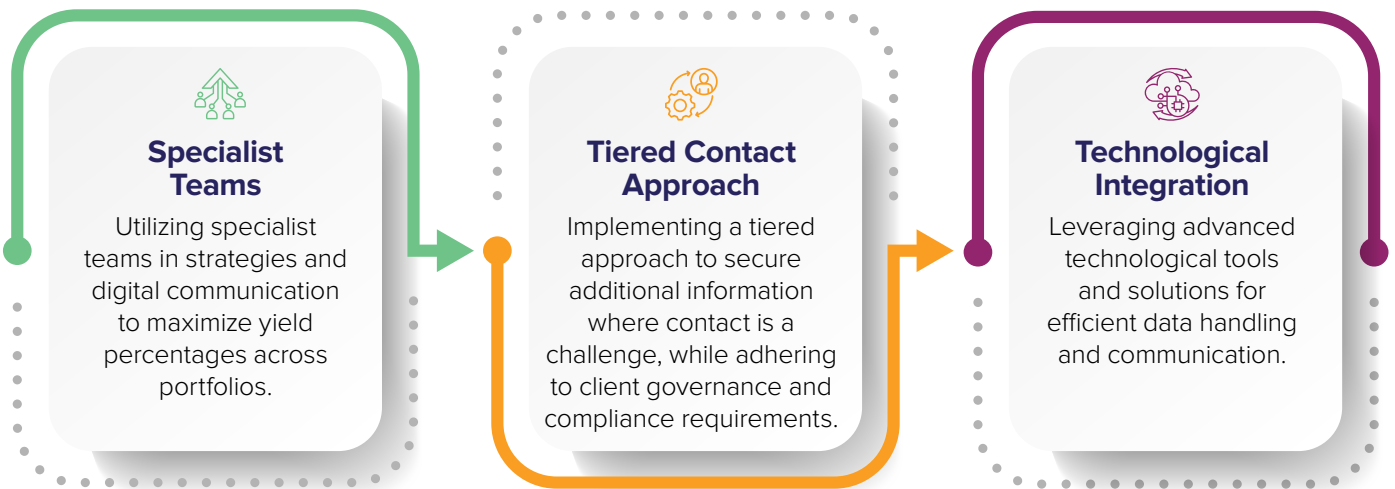 Specialist
Teams
Utilizing specialist
teams in strategies and
digital communication
to maximize yield
percentages across
portfolios.
Tiered Contact
Approach
Implementing a tiered
approach to secure
additional information
where contact is a
challenge, while adhering
to client governance and
compliance requirements.
Technological
Integration
Leveraging advanced
technological tools
and solutions for
efficient data handling
and communication.